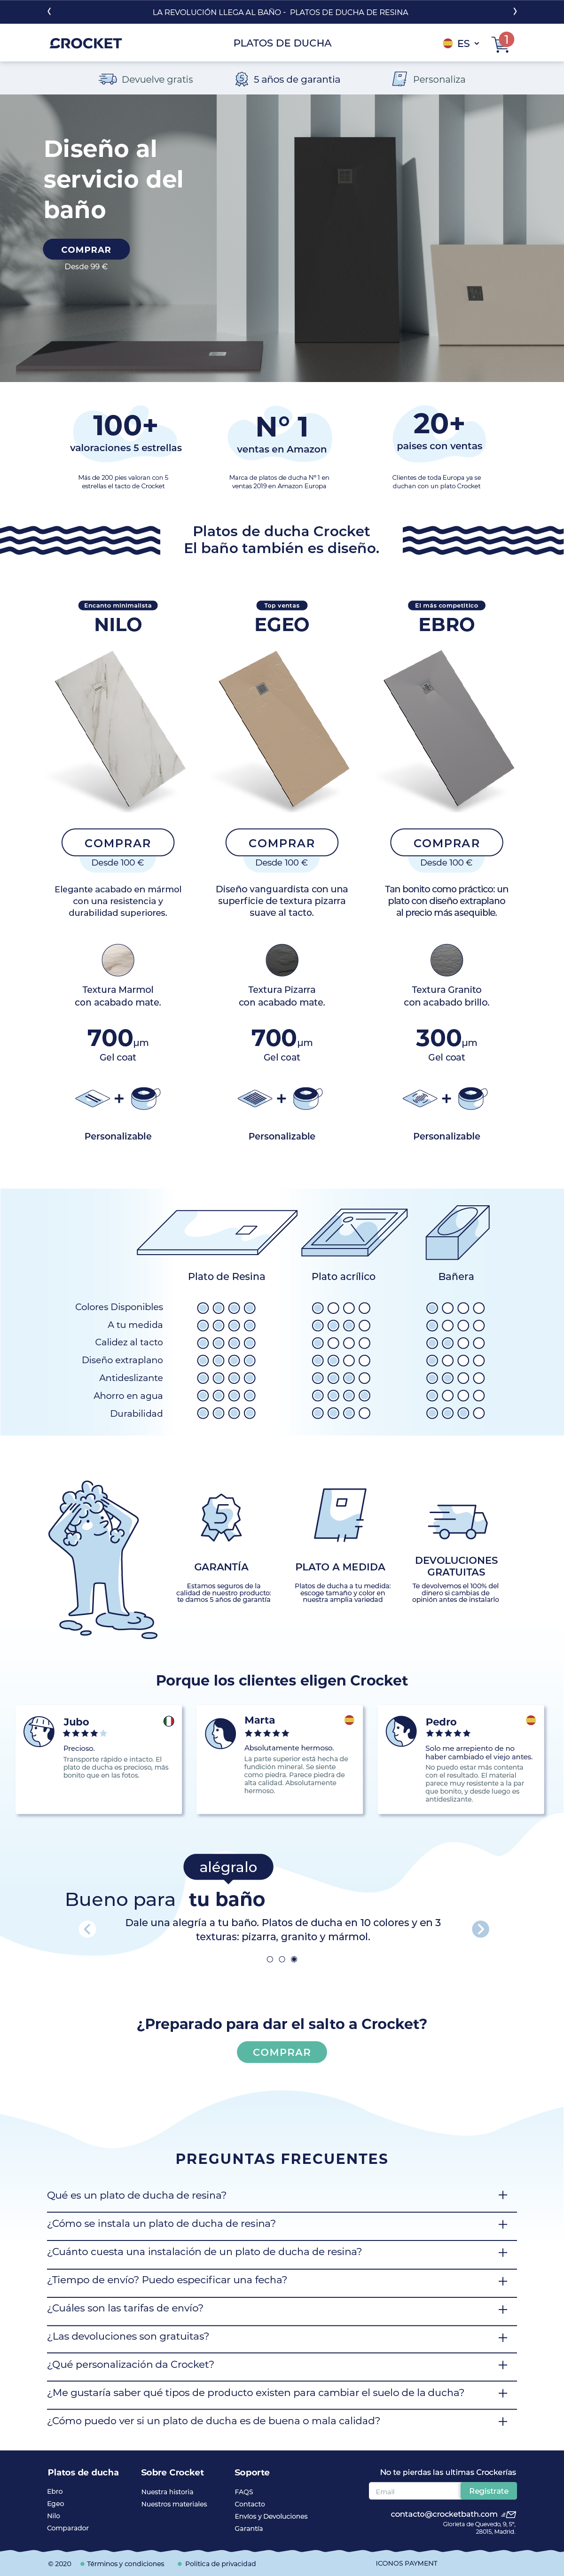 LA REVOLUCIÓN LLEGA AL BAÑO - PLATOS DE DUCHA DE RESINA
CROCKET
PLATOS DE DUCHA
ES
1
Devuelve gratis
5 años de garantia
Personaliza
Diseño al
servicio del
baño
COMPRAR
Desde 99 €
100+
valoraciones 5 estrellas
Más de 200 pies valoran con 5
estrellas el tacto de Crocket
Nº 1
ventas en Amazon
Marca de platos de ducha Nº 1 en
ventas 2019 en Amazon Europa
20+
paises con ventas
Clientes de toda Europa ya se
duchan con un plato Crocket
Platos de ducha Crocket
El baño también es diseño.
Encanto minimalista
NILO
COMPRAR
Desde 100 €
Elegante acabado en mármol
con una resistencia y
durabilidad superiores.
Textura Marmol
con acabado mate.
700µm
Gel coat
+
Personalizable
Top ventas
EGEO
COMPRAR
Desde 100 €
Diseño vanguardista con una
superficie de textura pizarra
suave al tacto.
Textura Pizarra
con acabado mate.
700µm
Gel coat
+
Personalizable
El más competitico
EBRO
COMPRAR
Desde 100 €
Tan bonito como práctico: un
plato con diseño extraplano
al precio más asequible.
Textura Granito
con acabado brillo.
300µm
Gel coat
+
Personalizable
Plato de Resina
Plato acrílico
Bañera
Colores Disponibles
A tu medida
Calidez al tacto
Diseño extraplano
Antideslizante
Ahorro en agua
Durabilidad
5
GARANTÍA
Estamos seguros de la
calidad de nuestro producto:
te damos 5 años de garantía
PLATO A MEDIDA
Platos de ducha a tu medida:
escoge tamaño y color en
nuestra amplia variedad
DEVOLUCIONES
GRATUITAS
Te devolvemos el 100% del
dinero si cambias de
opinión antes de instalarlo
Porque los clientes eligen Crocket
Jubo
Precioso.
Transporte rápido e intacto. El
plato de ducha es precioso, más
bonito que en las fotos.
Marta
Absolutamente hermoso.
La parte superior está hecha de
fundición mineral. Se siente
como piedra. Parece piedra de
alta calidad. Absolutamente
hermoso.
Pedro
Solo me arrepiento de no
haber cambiado el viejo antes.
No puedo estar más contenta
con el resultado. El material
parece muy resistente a la par
que bonito, y desde luego es
antideslizante.
alégralo
Bueno para tu baño
Dale una alegría a tu baño. Platos de ducha en 10 colores y en 3
texturas: pizarra, granito y mármol.
¿Preparado para dar el salto a Crocket?
COMPRAR
PREGUNTAS FRECUENTES
Qué es un plato de ducha de resina?
¿Cómo se instala un plato de ducha de resina?
¿Cuánto cuesta una instalación de un plato de ducha de resina?
¿Tiempo de envío? Puedo especificar una fecha?
¿Cuáles son las tarifas de envío?
¿Las devoluciones son gratuitas?
¿Qué personalización da Crocket?
¿Me gustaría saber qué tipos de producto existen para cambiar el suelo de la ducha?
¿Cómo puedo ver si un plato de ducha es de buena o mala calidad?
Platos de ducha
Ebro
Egeo
Nilo
Comparador
Sobre Crocket
Nuestra historia
Nuestros materiales
Soporte
FAQS
Contacto
Envíos y Devoluciones
Garantía
No te pierdas las ultimas Crockerías
Email
Regístrate
contacto@crocketbath.com
Glorieta de Quevedo, 9, 5º,
28015, Madrid.
© 2020
Términos y condiciones
Política de privacidad
ICONOS PAYMENT